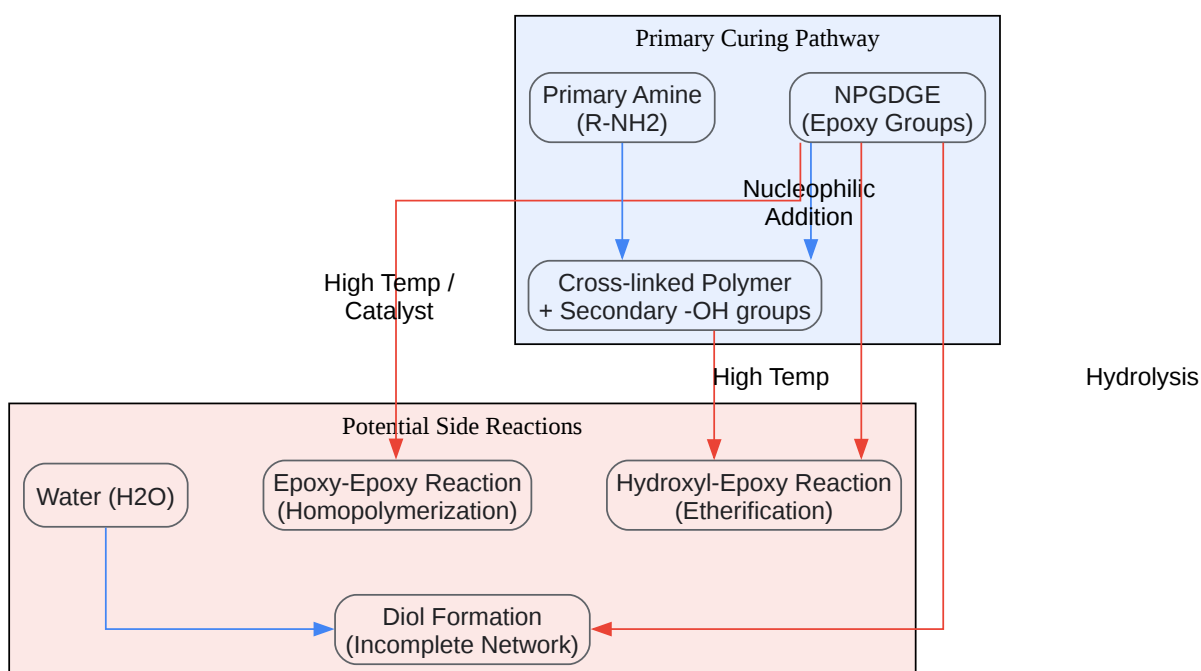 Primary Curing Pathway
Primary Amine
(R-NH2)
NPGDGE
(Epoxy Groups)
Nucleophilic
Addition
Cross-linked Polymer
+ Secondary -OH groups
High Temp /
Catalyst
High Temp
Hydrolysis
Potential Side Reactions
Water (H2O)
Epoxy-Epoxy Reaction
(Homopolymerization)
Hydroxyl-Epoxy Reaction
(Etherification)
Diol Formation
(Incomplete Network)